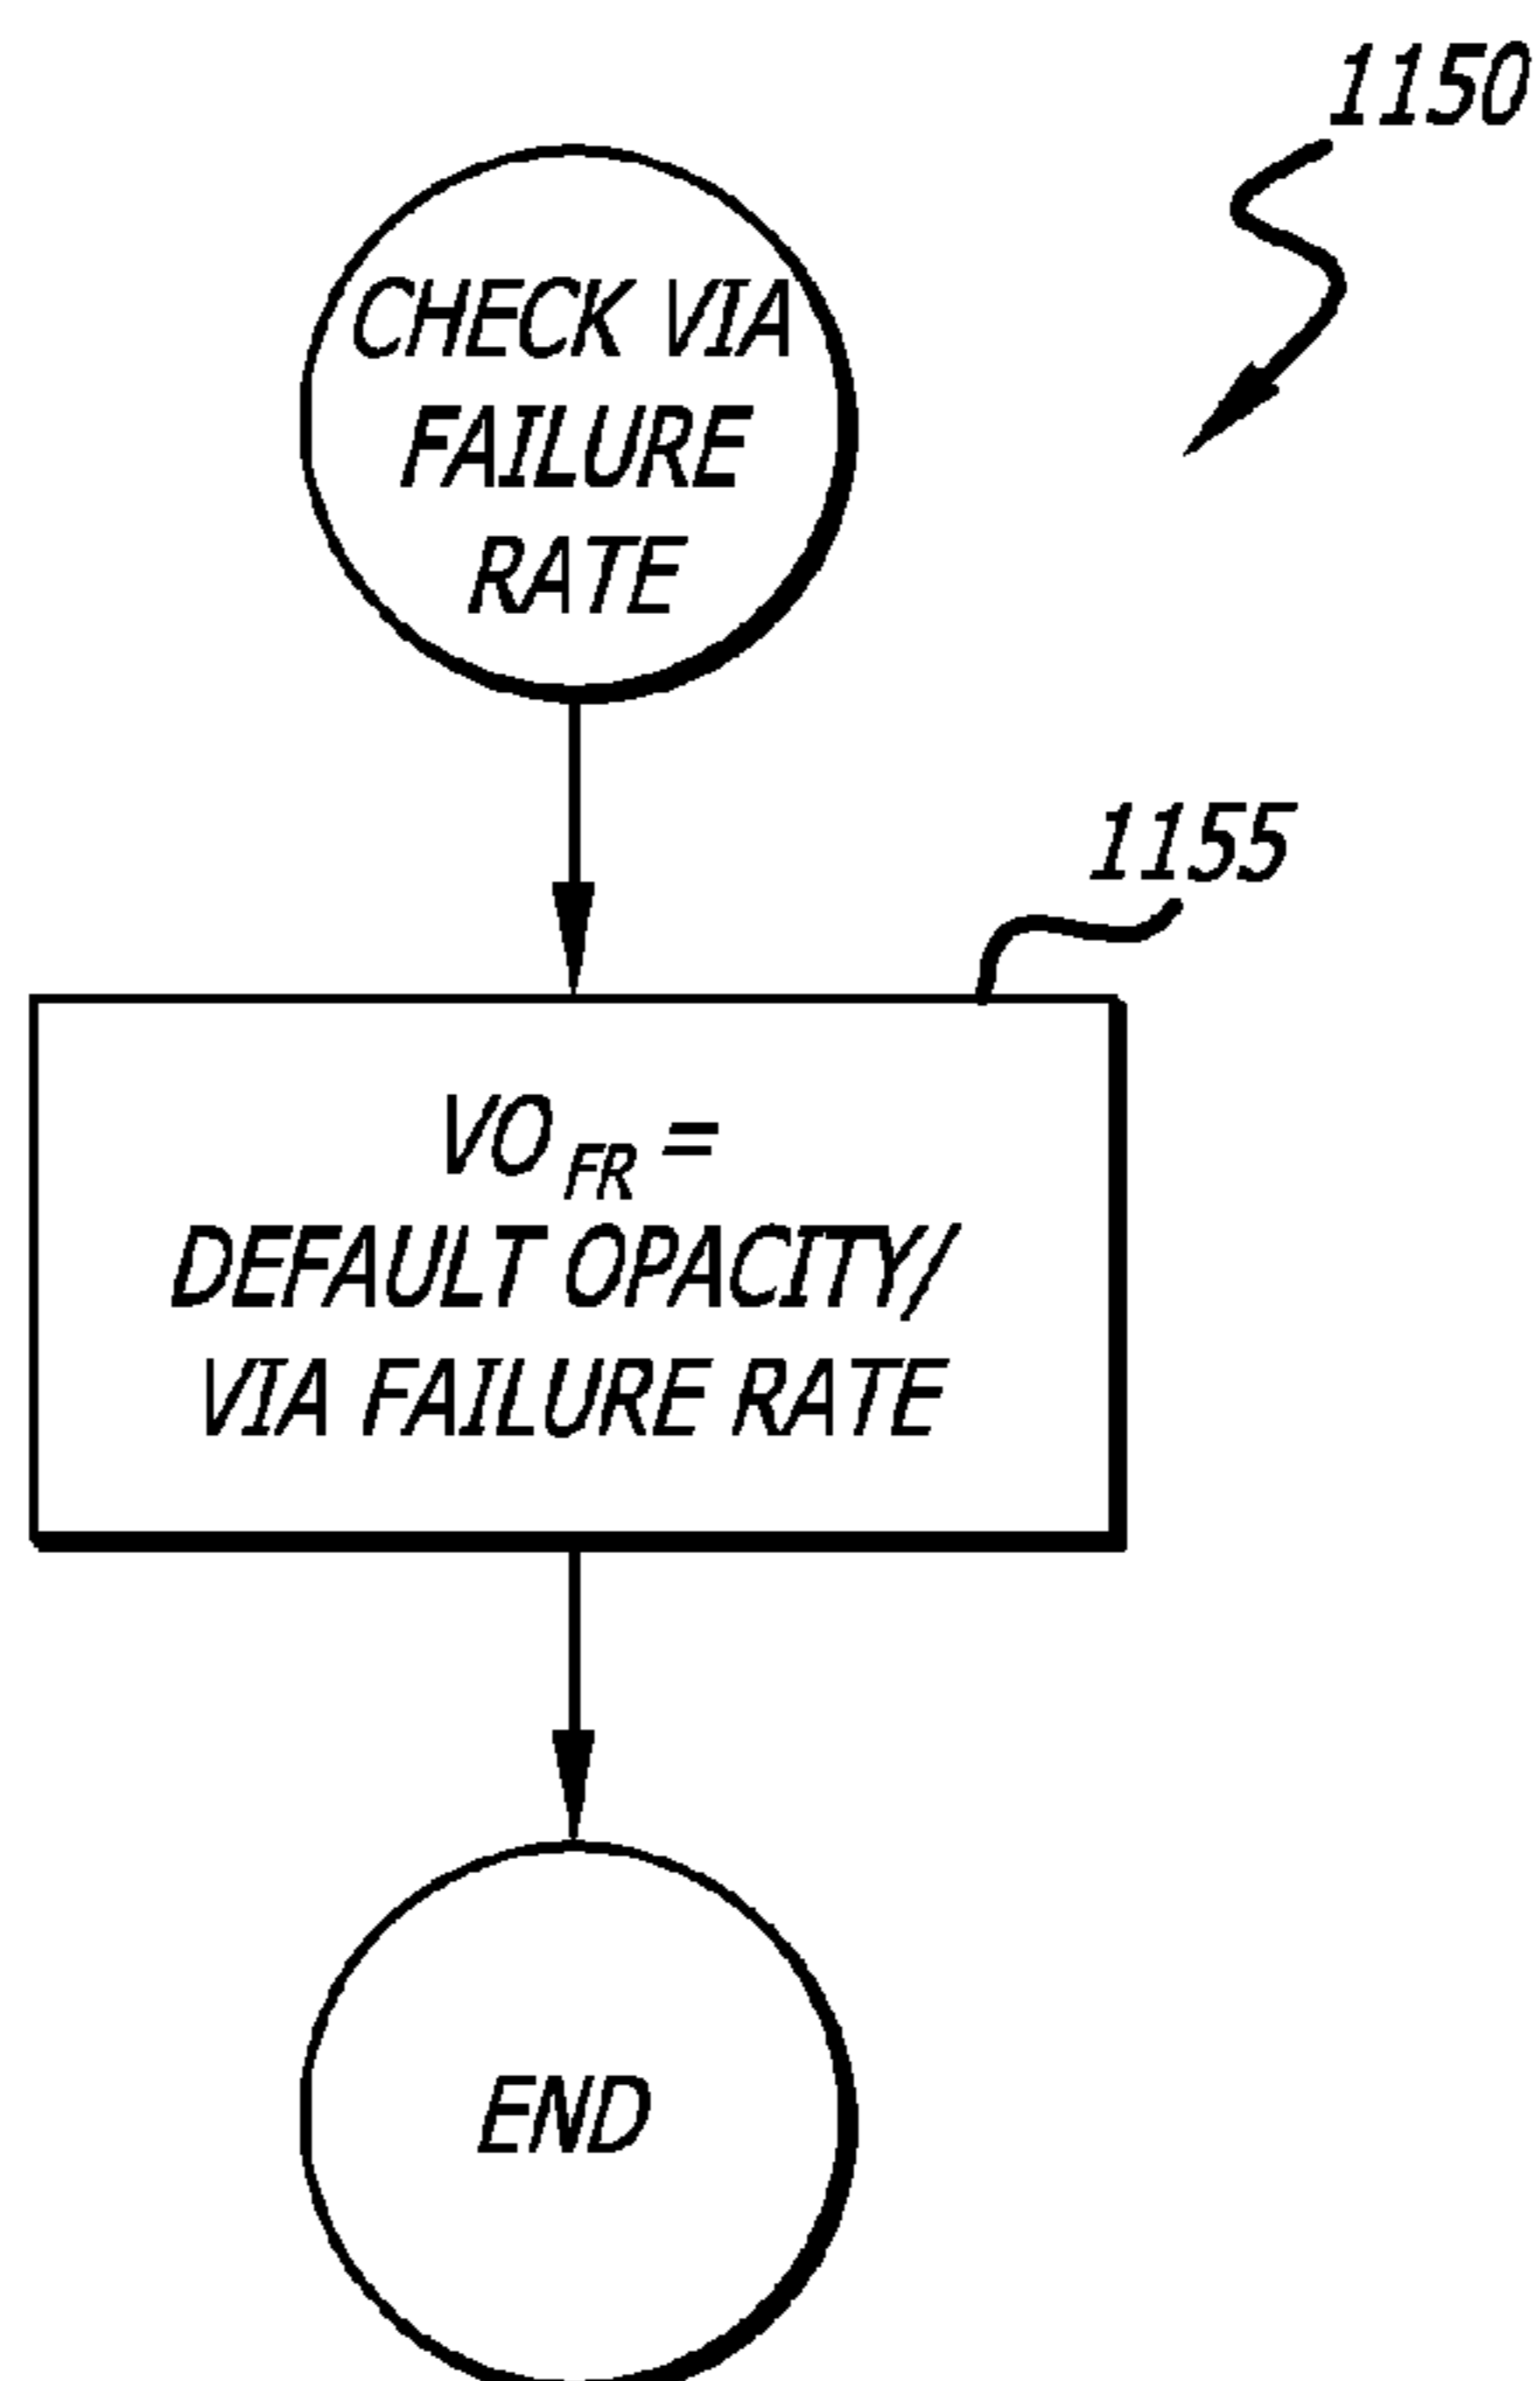 1150
CHECK VIA
FAILURE
RATE
1155
VO FR =
DEFAULT OPACITY/
VIA FAILURE RATE
END